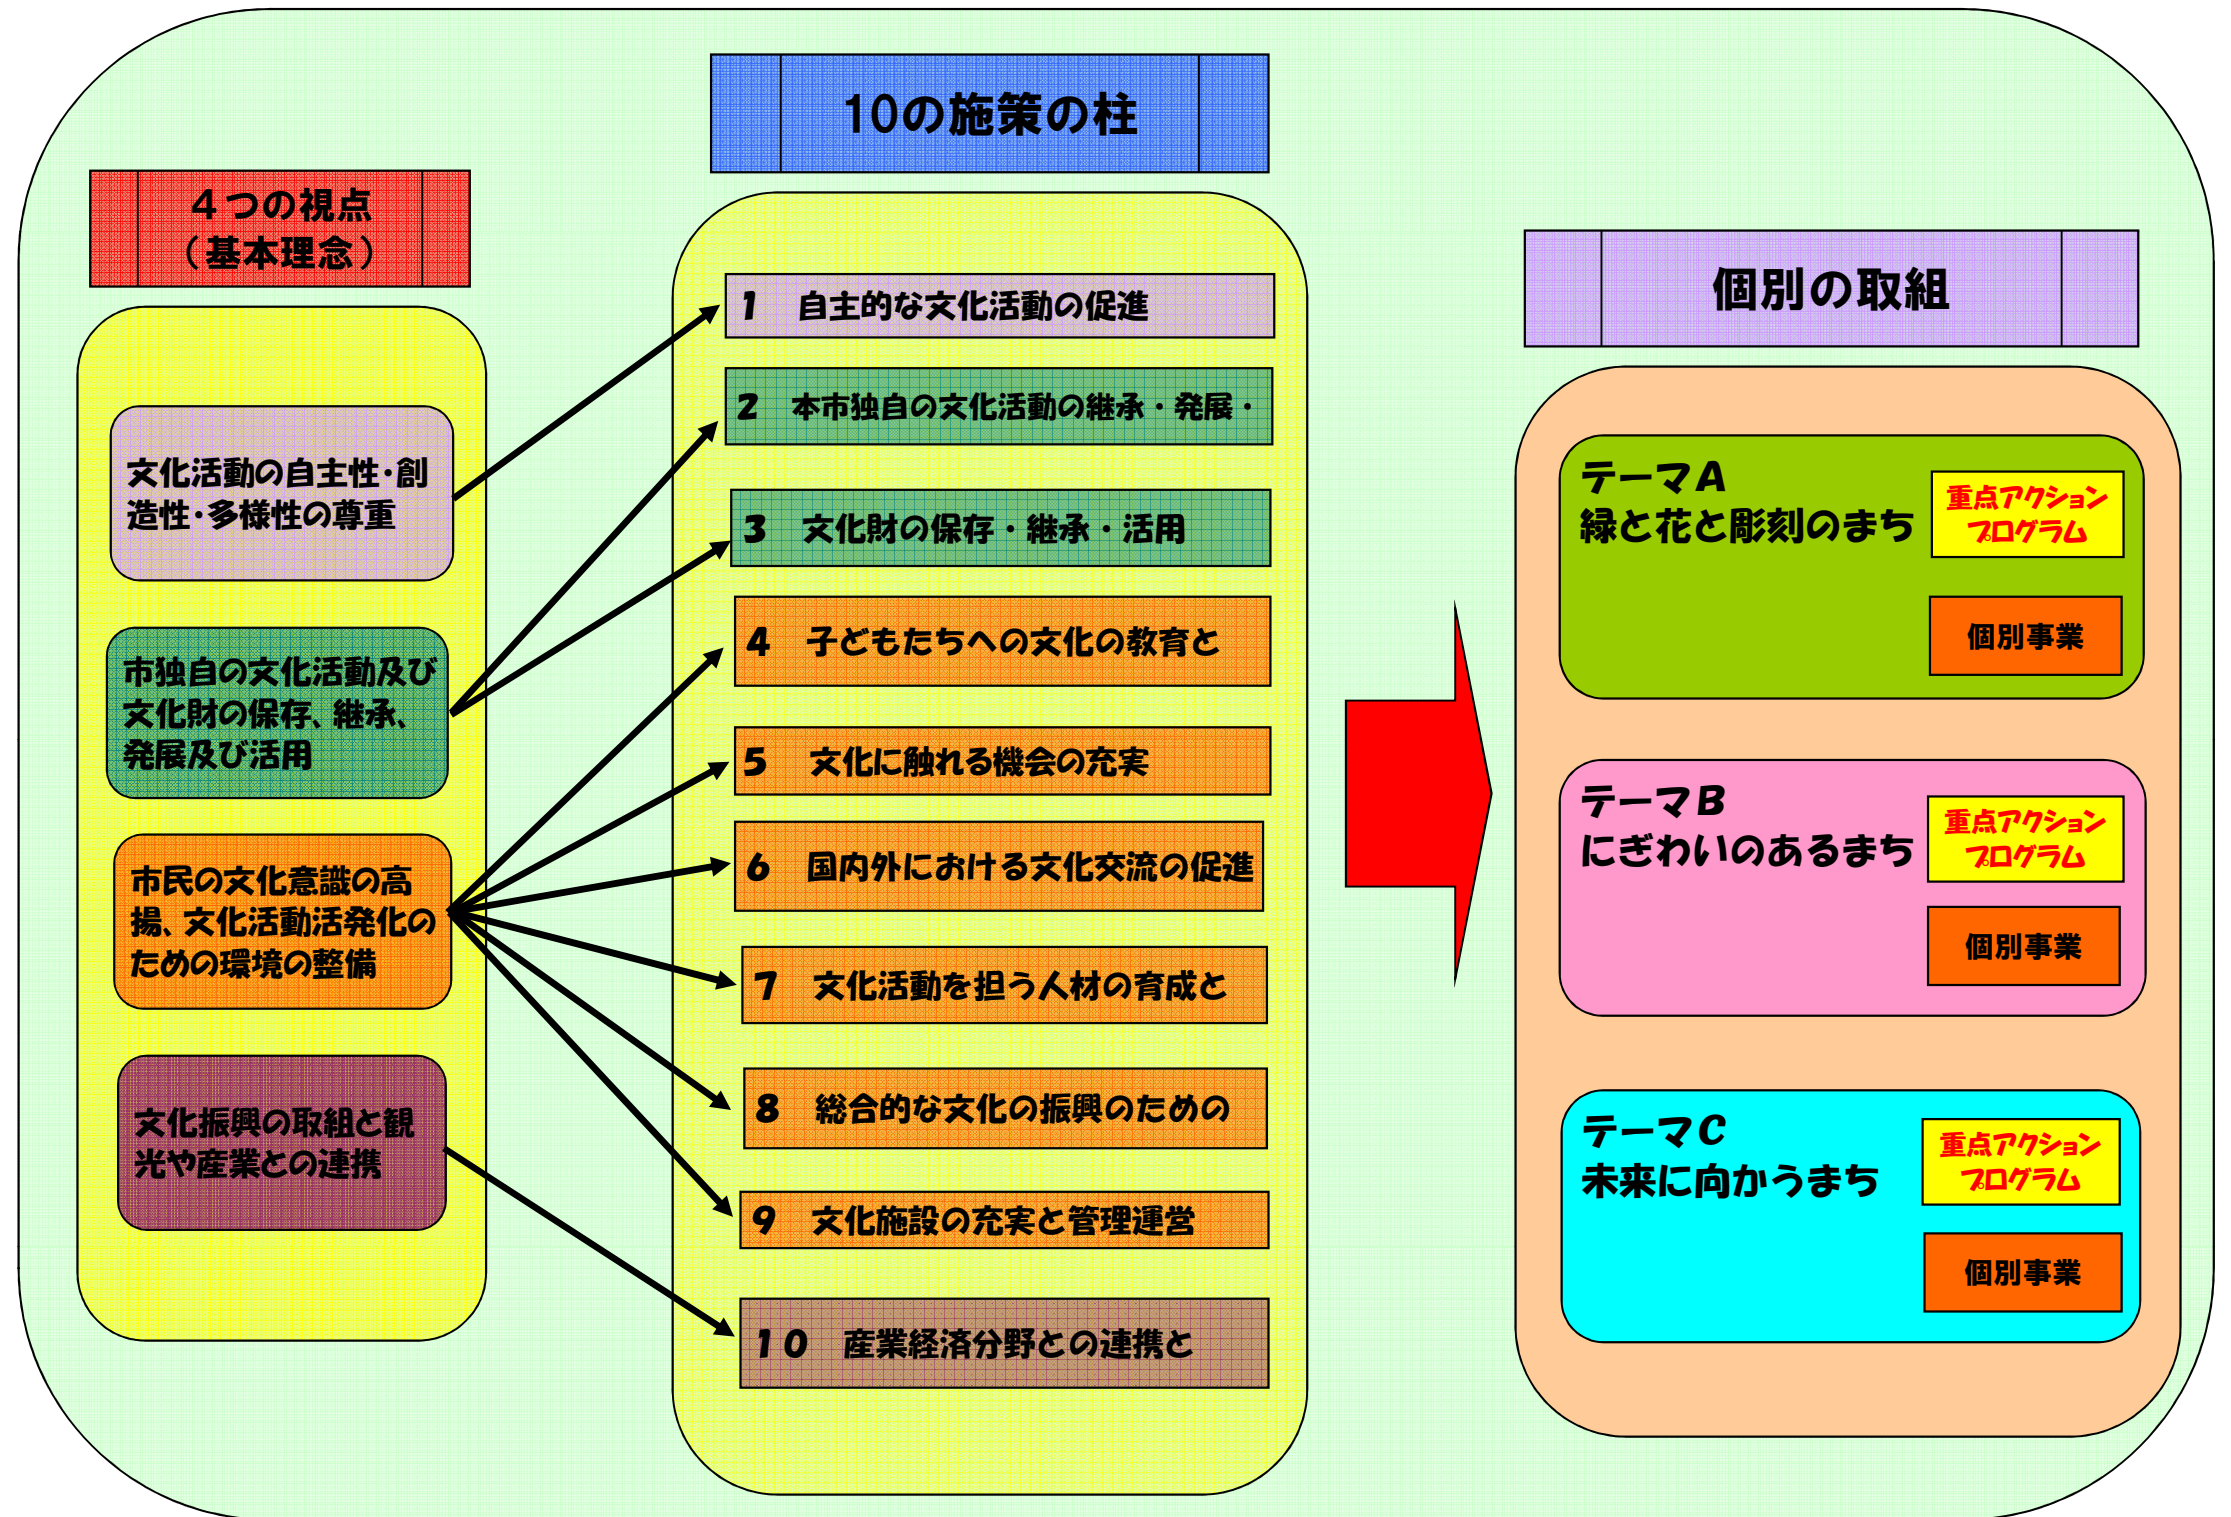 10の施策の柱
４つの視点
（基本理念）
文化活動の自主性・創
造性・多様性の尊重
市独自の文化活動及び
文化財の保存、継承、
発展及び活用
市民の文化意識の高
揚、文化活動活発化の
ための環境の整備
文化振興の取組と観
光や産業との連携
１　自主的な文化活動の促進
２　本市独自の文化活動の継承・発展・
３　文化財の保存・継承・活用
４　子どもたちへの文化の教育と
５　文化に触れる機会の充実
６　国内外における文化交流の促進
７　文化活動を担う人材の育成と
８　総合的な文化の振興のための
９　文化施設の充実と管理運営
１０　産業経済分野との連携と
個別の取組
テーマＡ
緑と花と彫刻のまち
重点アクション
プログラム
個別事業
テーマＢ
にぎわいのあるまち
重点アクション
プログラム
個別事業
テーマＣ
未来に向かうまち
重点アクション
プログラム
個別事業